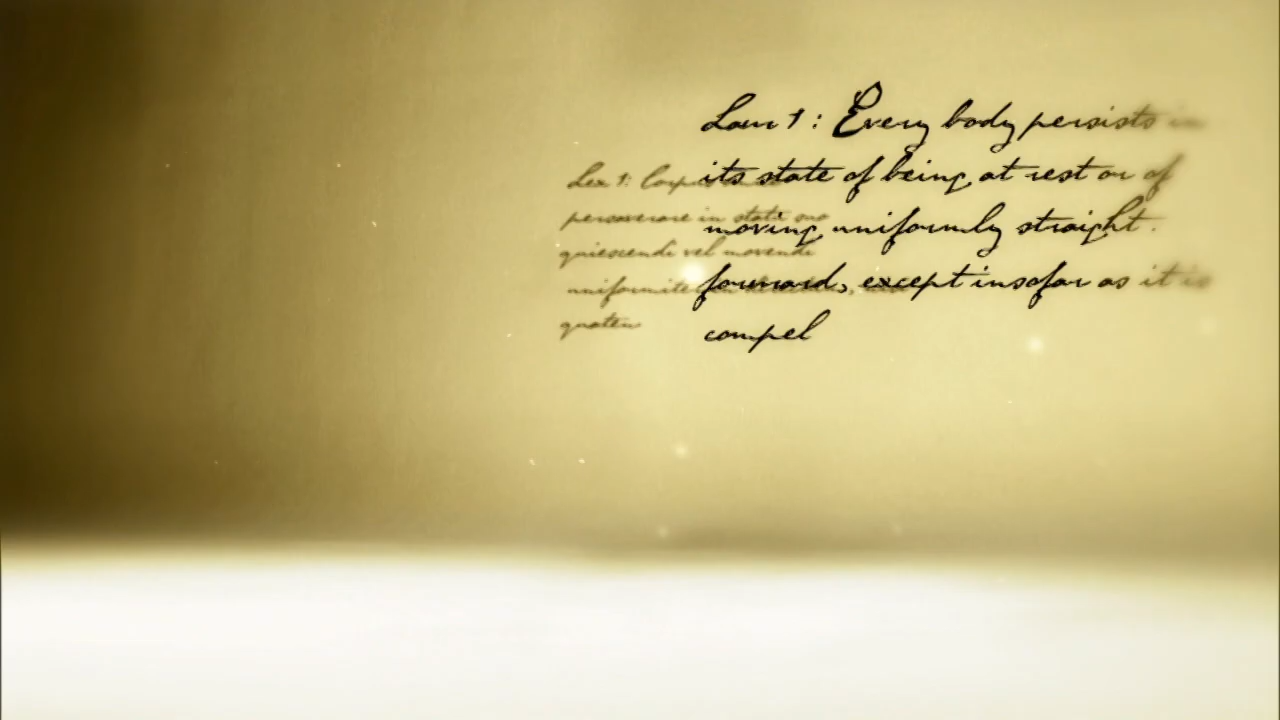 Law 1: Every body persists in
its state of being at rest or of
moving uniformly straight
forward, except insofar as it is
compel
Lex 1: Corpus
perseverare in statu suo
quiescendi vel movendi
uniformite
quaten